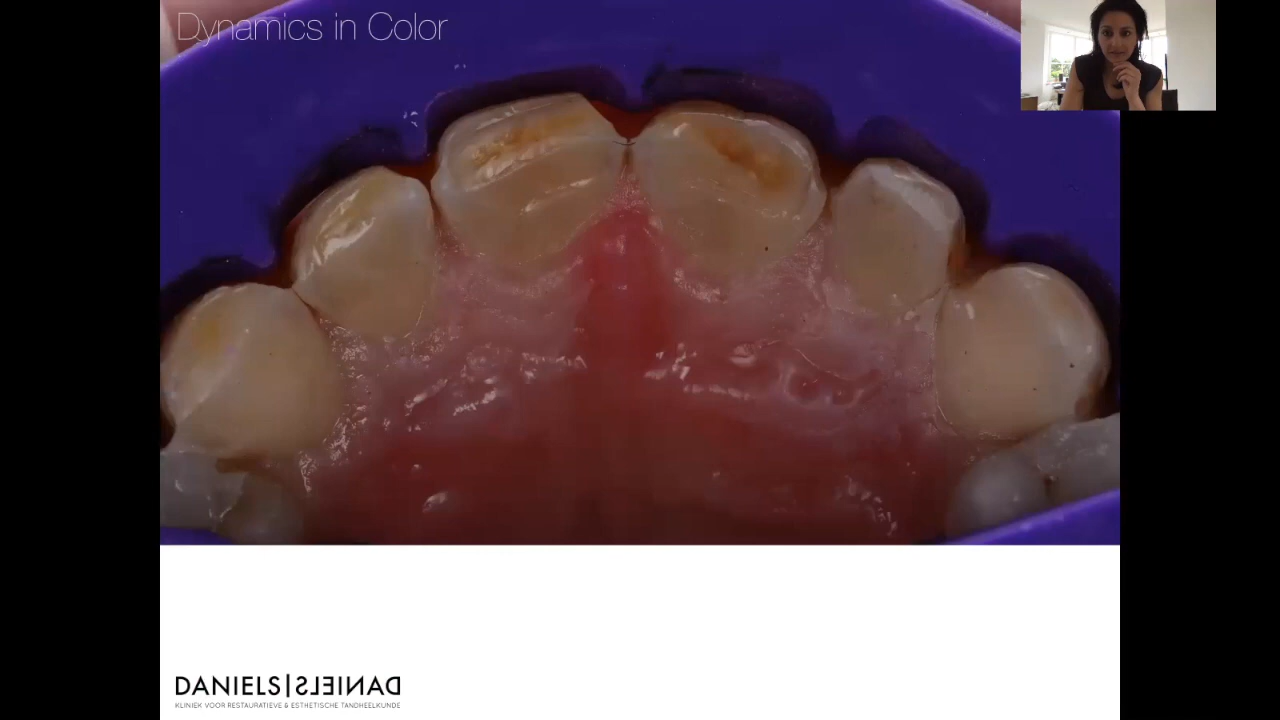 Dynamics in Color
DANIELS|DANIELS
KLINIEK VOOR RESTAURATIEVE & ESTHETISCHE TANDHEELKUNDE